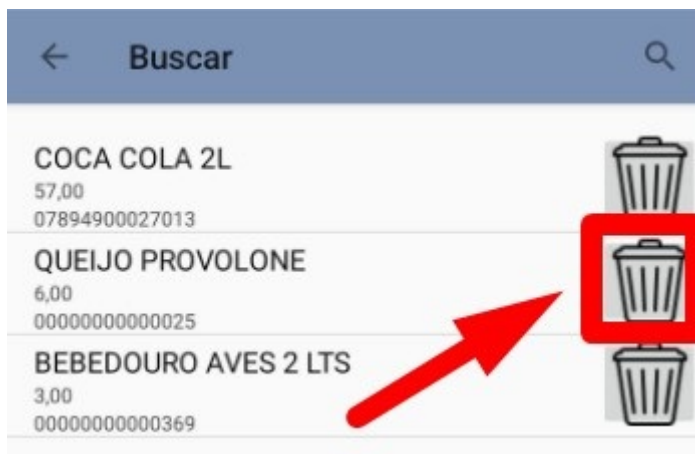 Buscar
COCA COLA 2L
57,00
07894900027013
QUEIJO PROVOLONE
6,00
00000000000025
BEBEDOURO AVES 2 LTS
3,00
00000000000369